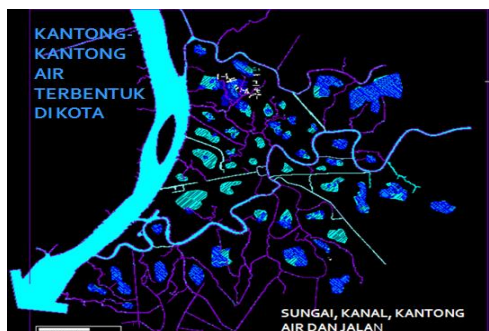 KANTONG
KANTONG
AIR
TERBENTUK
DI KOTA
SUNGAI, KANAL, KANTONG
AIR DAN JALAN